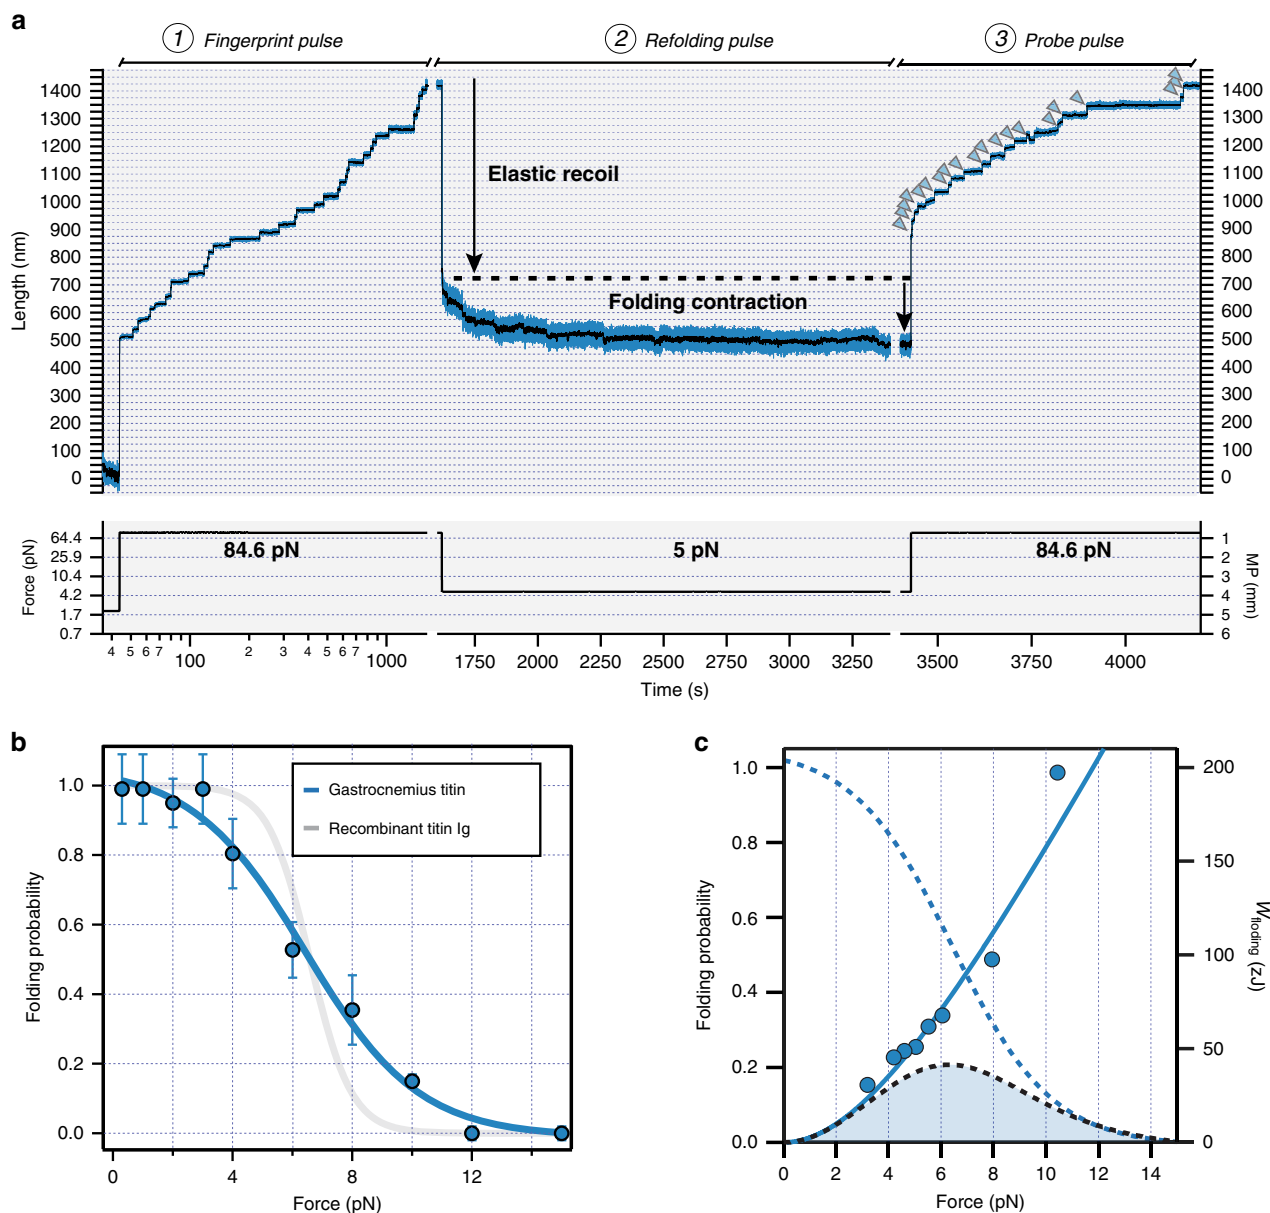 a
1 Fingerprint pulse
2 Refolding pulse
3 Probe pulse
Length (nm)
1400
1300
1200
1100
1000
900
800
700
600
500
400
300
200
100
0
Elastic recoil
Folding contraction
1400
1300
1200
1100
1000
900
800
700
600
500
400
300
200
100
0
Force (pN)
64.4
25.9
10.4
4.2
1.7
0.7
84.6 pN
5 pN
84.6 pN
1
2
3
4
5
6
MP (mm)
4 5 6 7 100 2 3 4 5 6 7 1000
1750 2000 2250 2500 2750 3000 3250
3500 3750 4000
Time (s)
b
Folding probability
1.0
0.8
0.6
0.4
0.2
0.0
Gastrocnemius titin
Recombinant titin Ig
0 4 8 12
Force (pN)
c
Folding probability
1.0
0.8
0.6
0.4
0.2
0.0
200
150
100
50
0
Wfloding (zJ)
0 2 4 6 8 10 12 14
Force (pN)